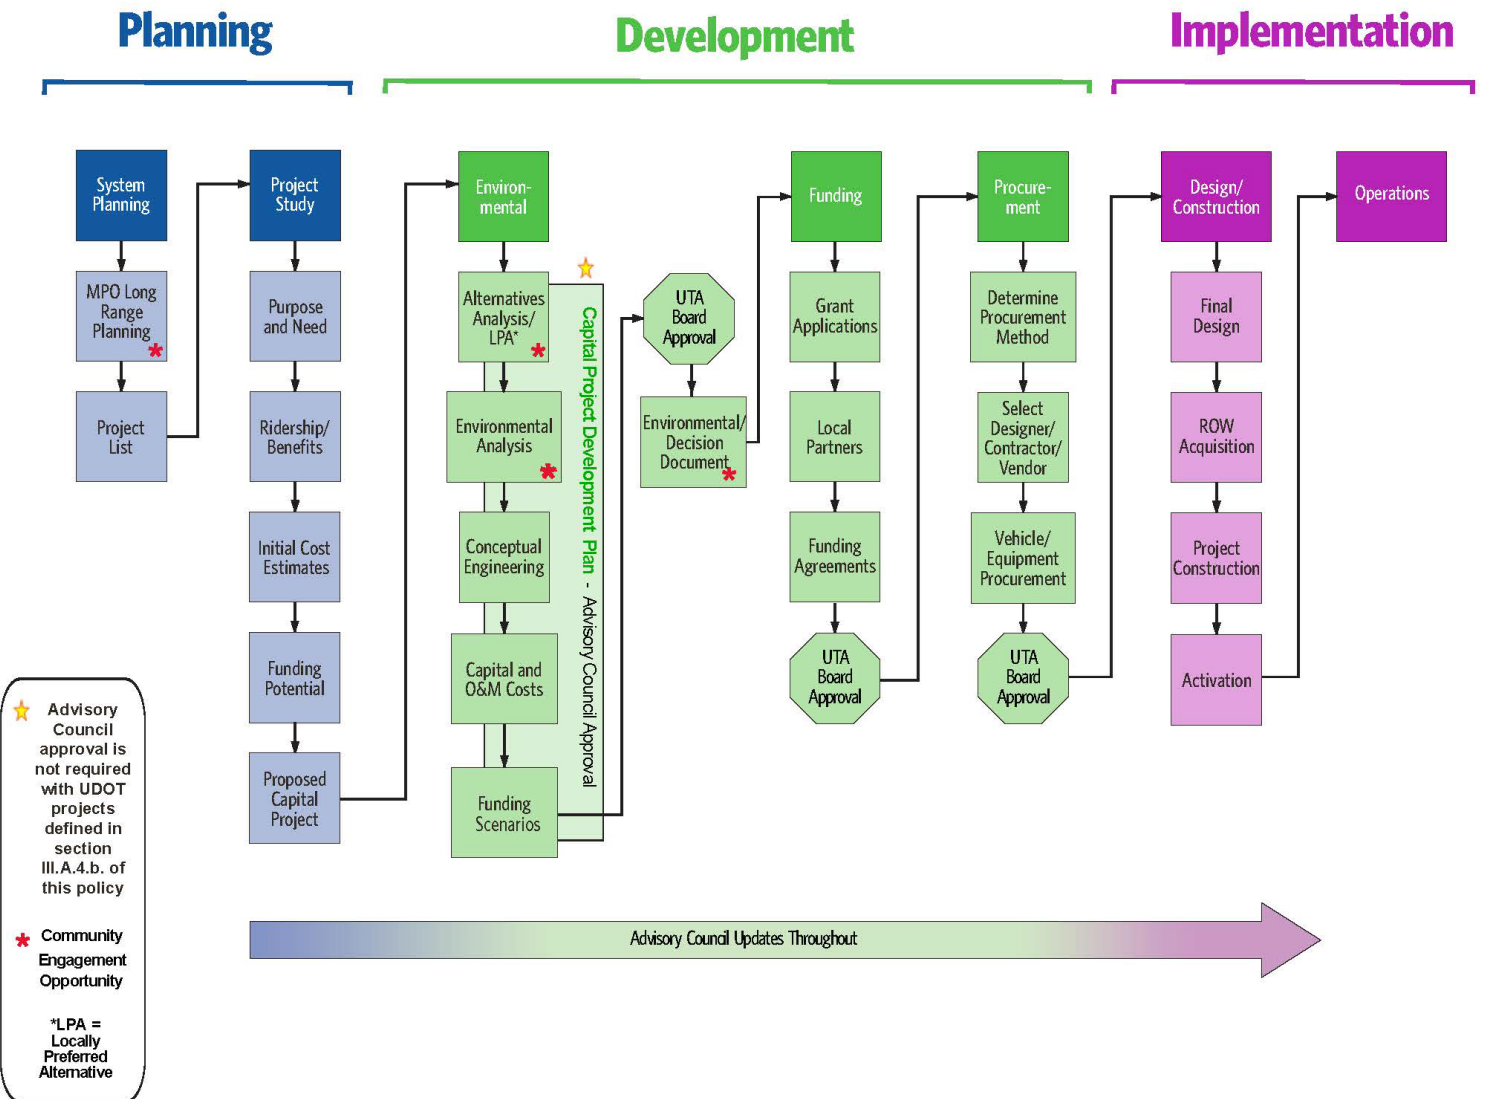 Planning
Development
Implementation
System
Planning
MPO Long
Range
Planning
*
Project
List
Project
Study
Purpose
and Need
Ridership/
Benefits
Initial Cost
Estimates
Funding
Potential
Proposed
Capital
Project
Environ-
mental
Alternatives
Analysis/
LPA*
*
Environmental
Analysis
*
Conceptual
Engineering
Capital and
O&M Costs
Funding
Scenarios
Capital Project Development Plan - Advisory Council Approval
UTA
Board
Approval
Environmental/
Decision
Document
*
Funding
Grant
Applications
Local
Partners
Funding
Agreements
UTA
Board
Approval
Procure-
ment
Determine
Procurement
Method
Select
Designer/
Contractor/
Vendor
Vehicle/
Equipment
Procurement
UTA
Board
Approval
Design/
Construction
Final
Design
ROW
Acquisition
Project
Construction
Activation
Operations
Advisory
Council
approval is
not required
with UDOT
projects
defined in
section
III.A.4.b. of
this policy
* Community
Engagement
Opportunity
*LPA =
Locally
Preferred
Alternative
Advisory Council Updates Throughout